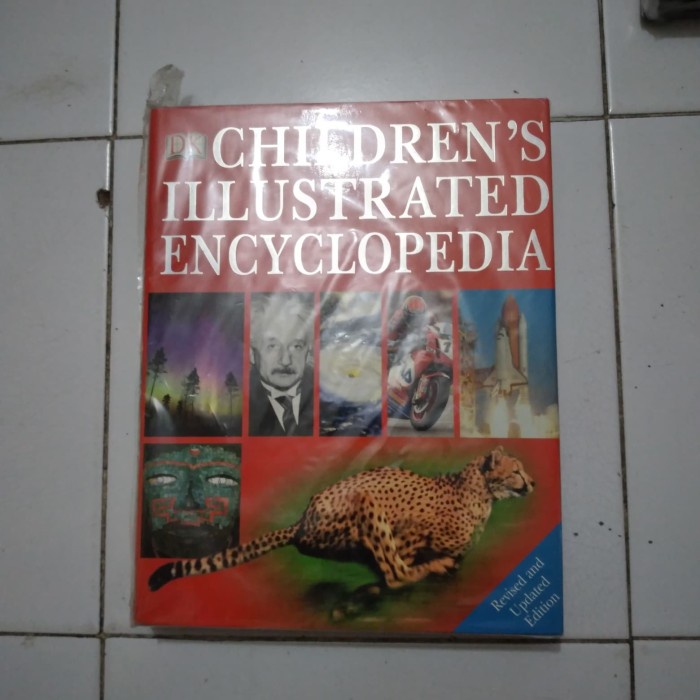 DK
CHILDREN'S
ILLUSTRATED
ENCYCLOPEDIA
Revised and
Updated
Edition